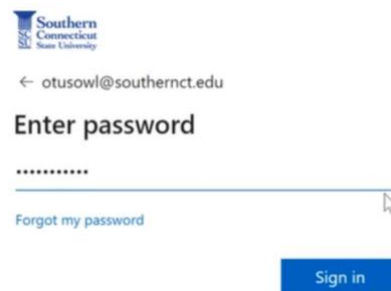 Southern
Connecticut
State University
← otusowl@southernct.edu
Enter password
•••••••••••
Forgot my password
Sign in